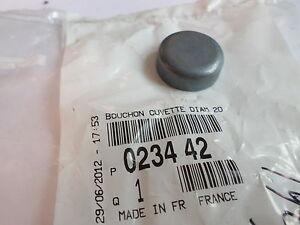 BOUCHON CUVETTE DIAM 20
P 0234 42
Q 1
MADE IN FR FRANCE
29/06/2012 - 17:53